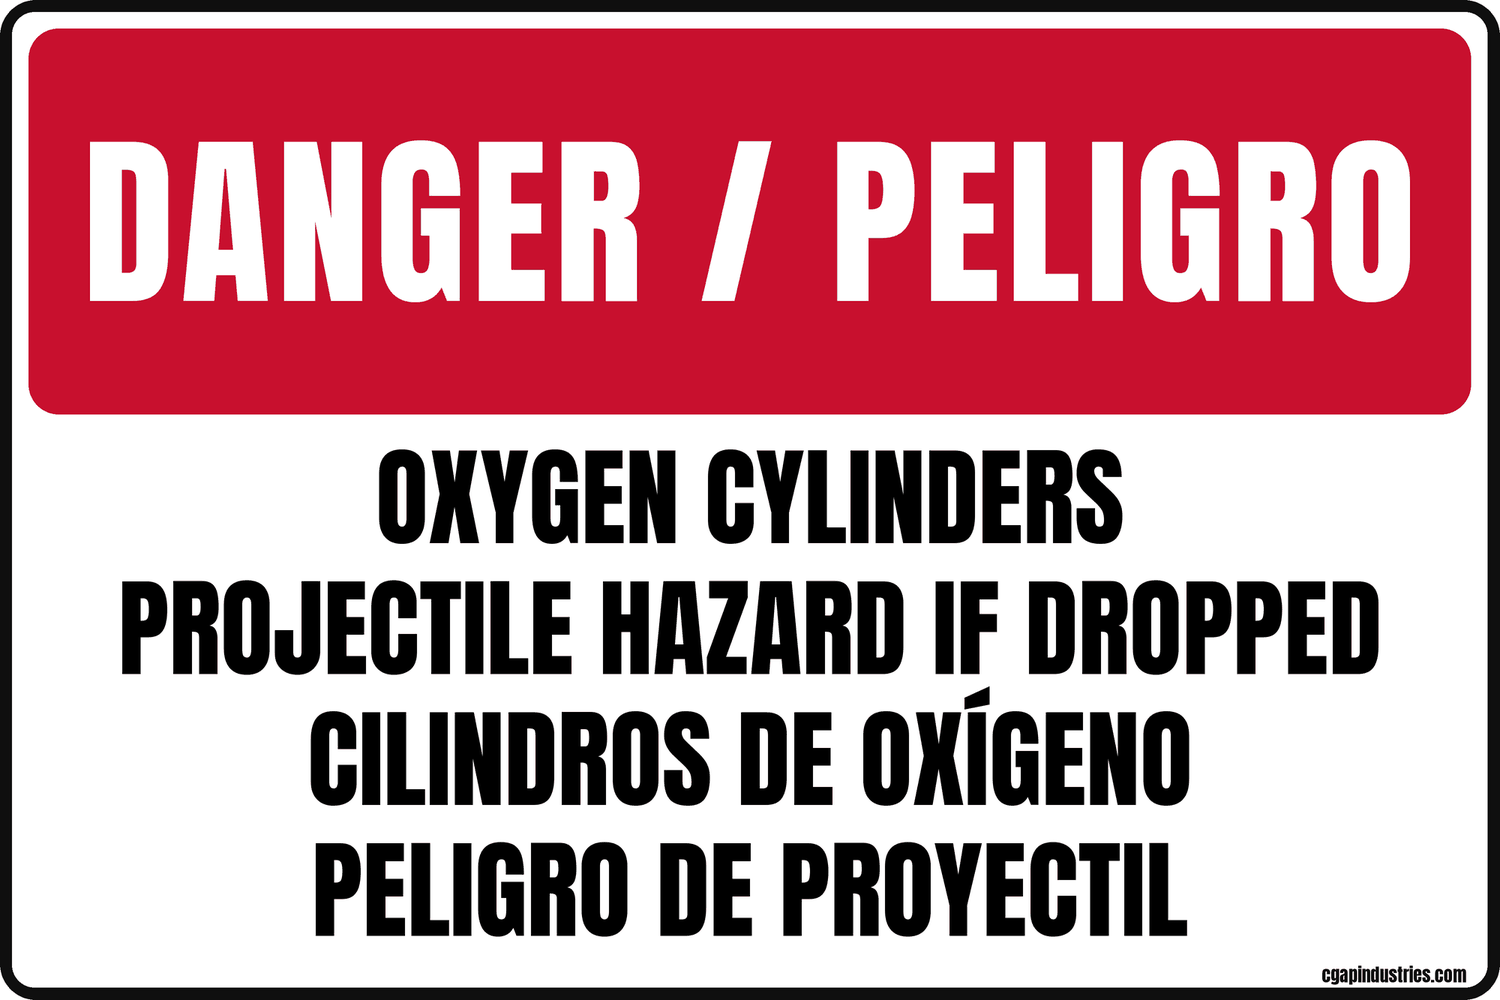 DANGER / PELIGRO
OXYGEN CYLINDERS
PROJECTILE HAZARD IF DROPPED
CILINDROS DE OXÍGENO
PELIGRO DE PROYECTIL
cgapindustries.com